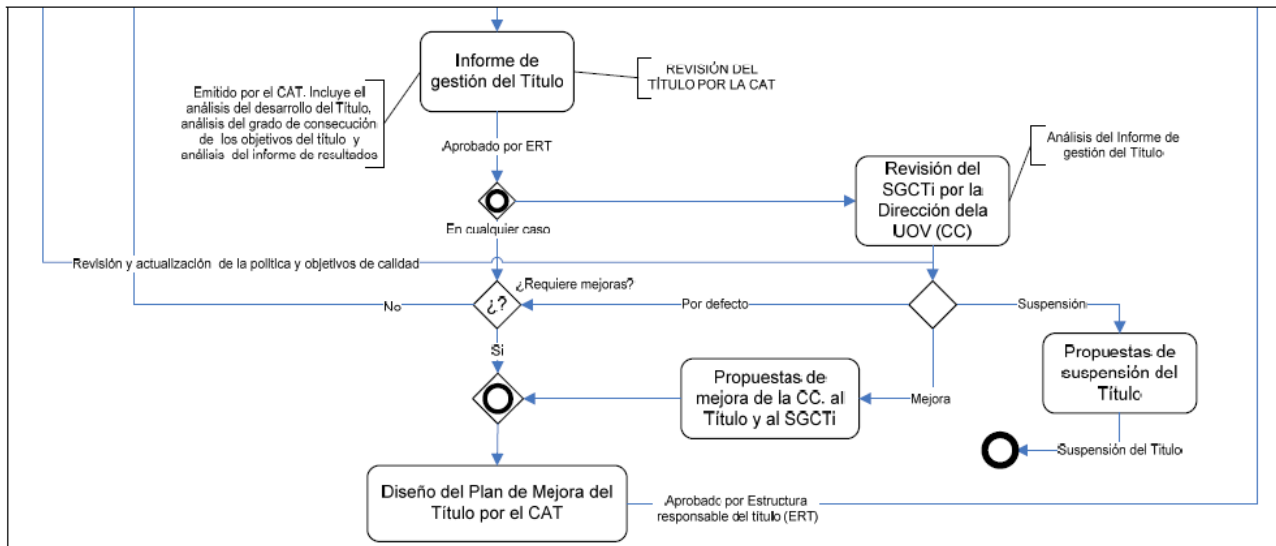 Informe de
gestión del Título
REVISIÓN DEL
TÍTULO POR LA CAT
Emitido por el CAT. Incluye el
análisis del desarrollo del Título,
análisis del grado de consecución
de los objetivos del título y
análisis del informe de resultados
Aprobado por ERT
Análisis del Informe de
gestión del Título
Revisión del
SGCTi por la
Dirección dela
UOV (CC)
En cualquier caso
Revisión y actualización de la política y objetivos de calidad
¿Requiere mejoras?
¿?
No
Por defecto
Suspensión
Si
Propuestas de
mejora de la CC. al
Título y al SGCTi
Mejora
Propuestas de
suspensión del
Título
Suspensión del Título
Diseño del Plan de Mejora del
Título por el CAT
Aprobado por Estructura
responsable del título (ERT)